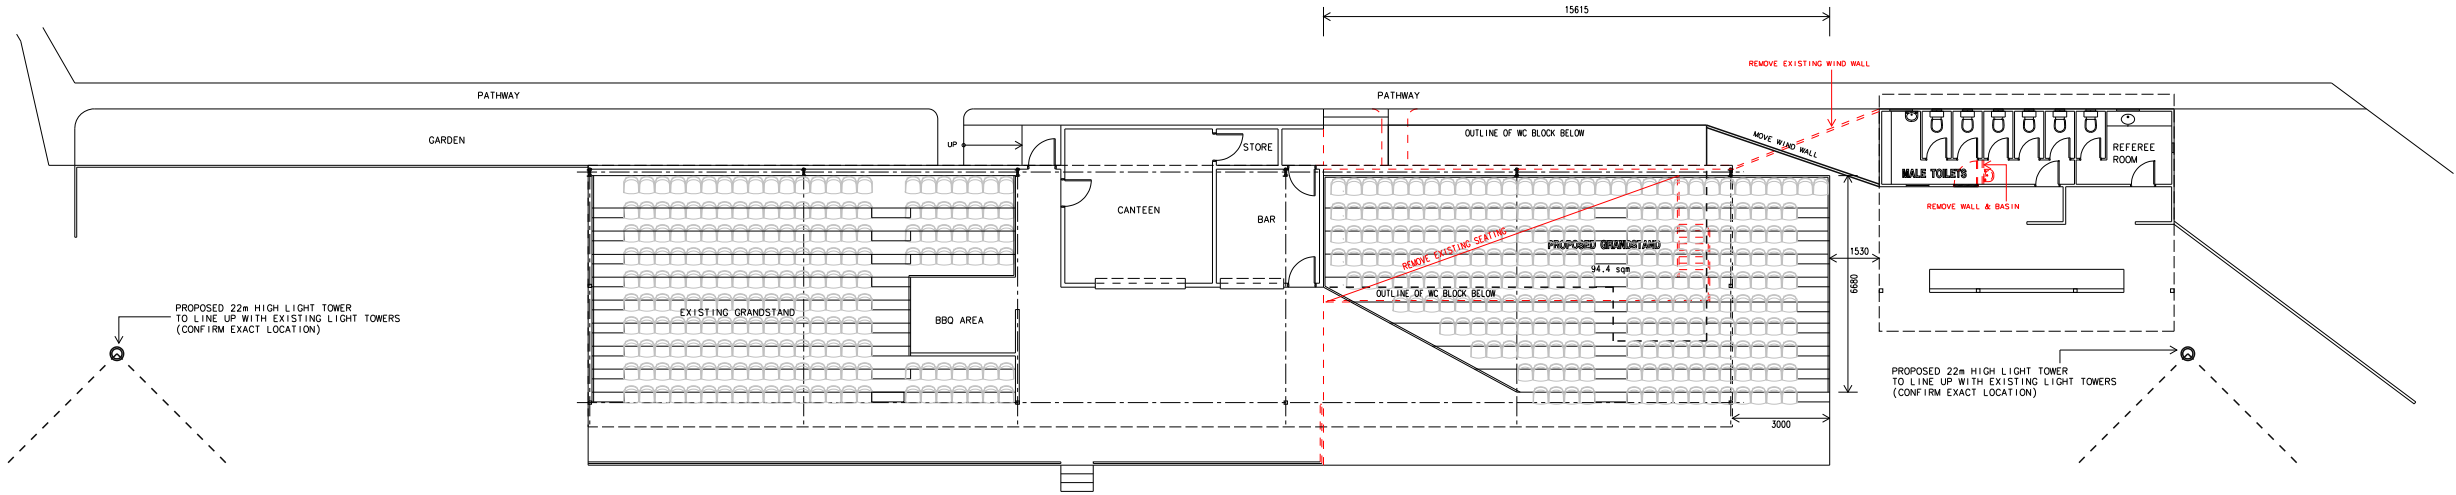 15615
REMOVE EXISTING WIND WALL
PATHWAY
PATHWAY
GARDEN
UP
STORE
OUTLINE OF WC BLOCK BELOW
MOVE WIND WALL
REFEREE
ROOM
MALE TOILETS
REMOVE WALL & BASIN
CANTEEN
BAR
REMOVE EXISTING SEATING
PROPOSED GRANDSTAND
94.4 sqm
1530
6680
OUTLINE OF WC BLOCK BELOW
PROPOSED 22m HIGH LIGHT TOWER
TO LINE UP WITH EXISTING LIGHT TOWERS
(CONFIRM EXACT LOCATION)
EXISTING GRANDSTAND
BBQ AREA
PROPOSED 22m HIGH LIGHT TOWER
TO LINE UP WITH EXISTING LIGHT TOWERS
(CONFIRM EXACT LOCATION)
3000